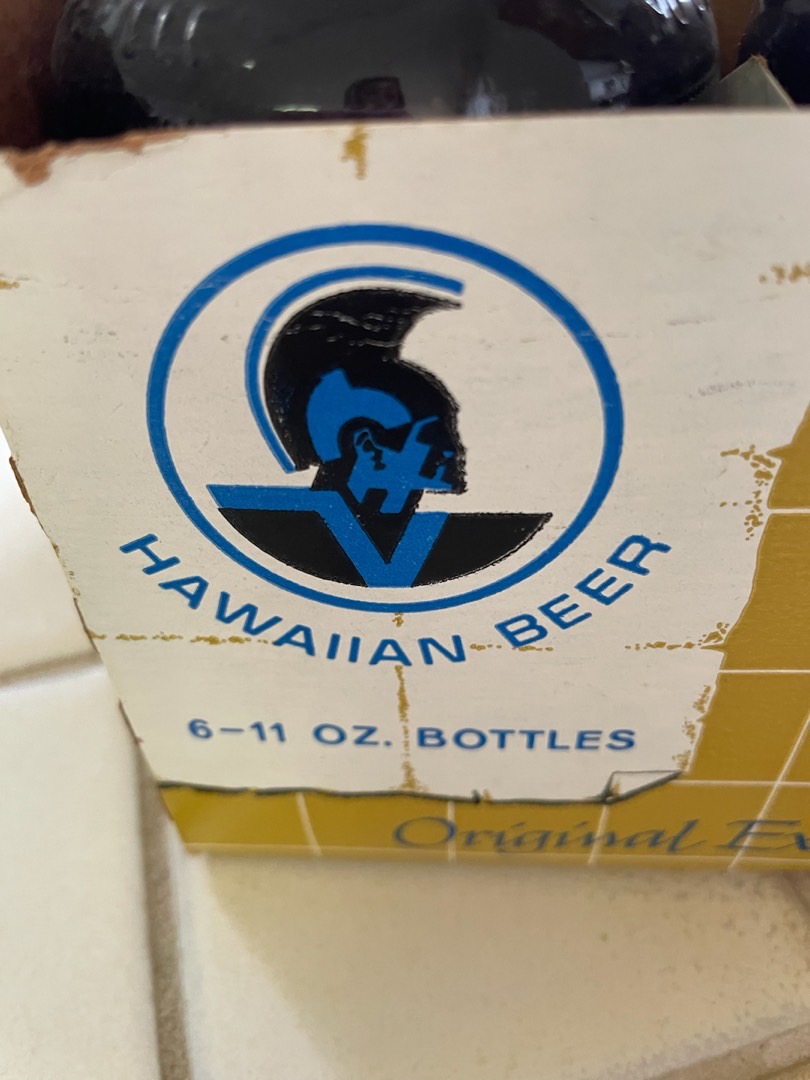 HAWAIIAN BEER
6-11 OZ. BOTTLES
Original